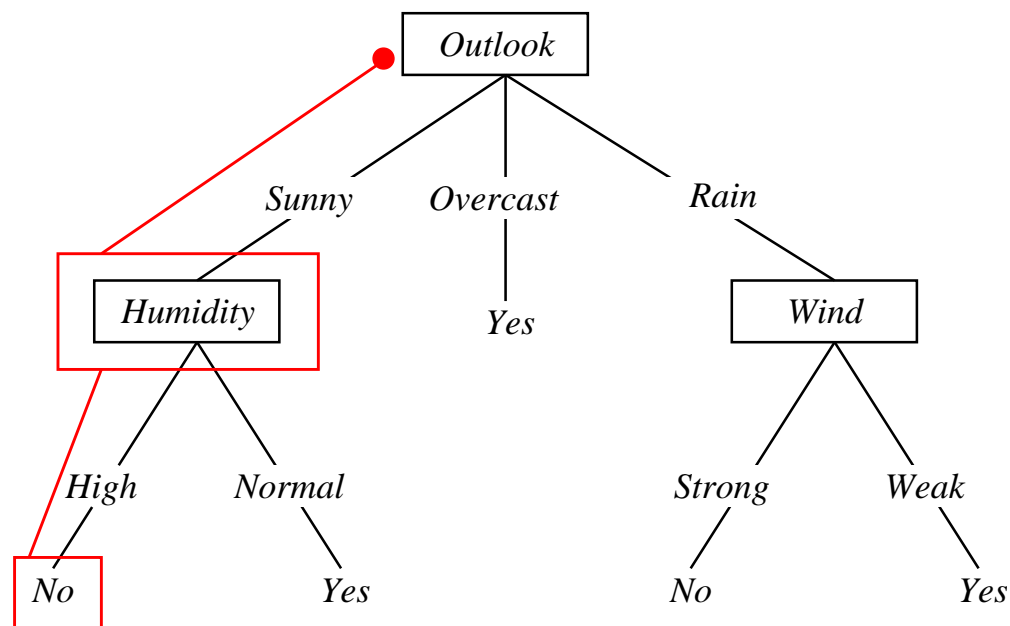 Outlook
Sunny Overcast Rain
Humidity Yes Wind
High Normal Strong Weak
No Yes No Yes